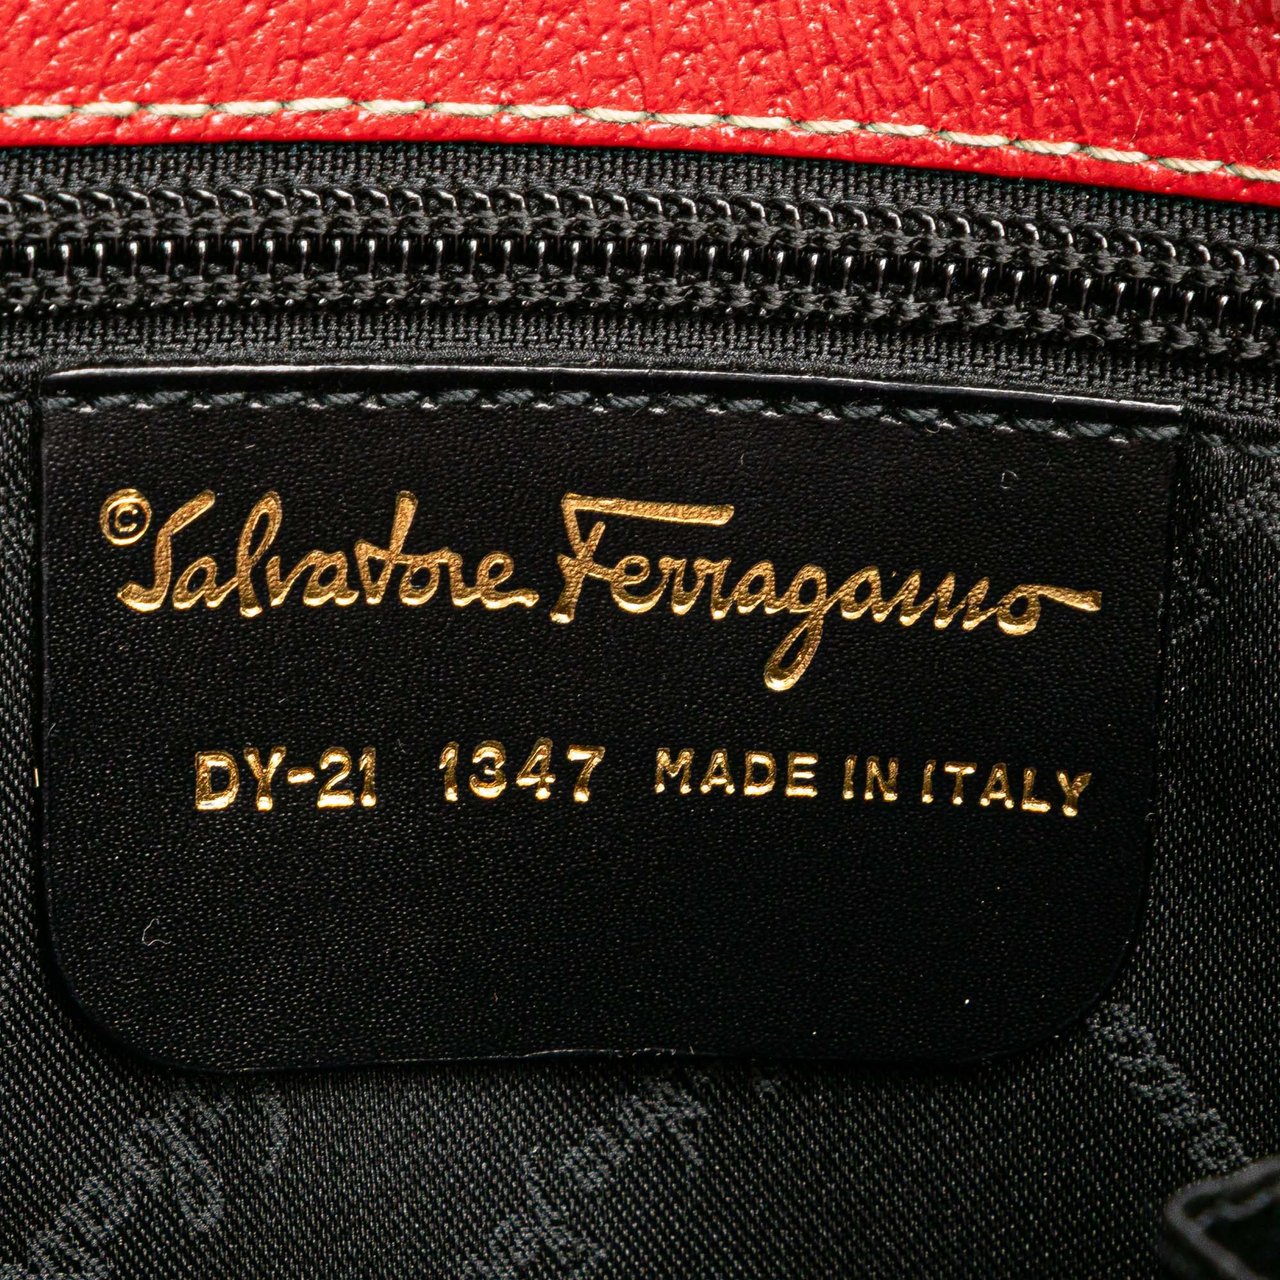 © Salvatore Ferragamo
DY-21 1347 MADE IN ITALY